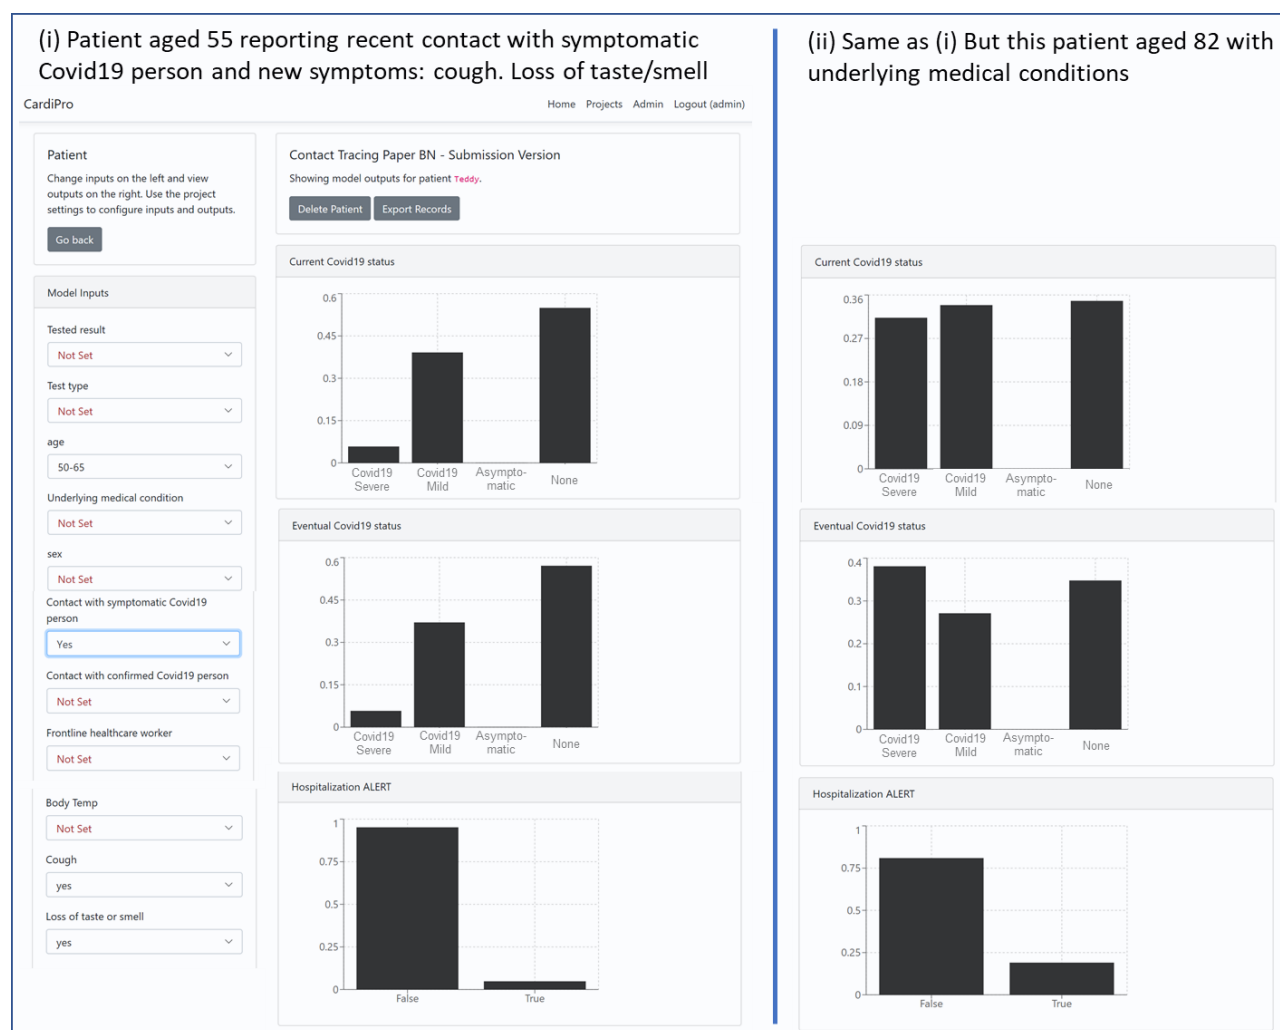 (i) Patient aged 55 reporting recent contact with symptomatic
Covid19 person and new symptoms: cough. Loss of taste/smell
CardiPro
Home Projects Admin Logout (admin)
Patient
Change inputs on the left and view
outputs on the right. Use the project
settings to configure inputs and outputs.
Go back
Model Inputs
Tested result
Not Set
Test type
Not Set
age
50-65
Underlying medical condition
Not Set
sex
Not Set
Contact with symptomatic Covid19
person
Yes
Contact with confirmed Covid19 person
Not Set
Frontline healthcare worker
Not Set
Body Temp
Not Set
Cough
yes
Loss of taste or smell
yes
Contact Tracing Paper BN - Submission Version
Showing model outputs for patient Teddy.
Delete Patient Export Records
Current Covid19 status
0.6
0.45
0.3
0.15
0
Covid19 Covid19 Asympto- None
Severe Mild matic
Eventual Covid19 status
0.6
0.45
0.3
0.15
0
Covid19 Covid19 Asympto- None
Severe Mild matic
Hospitalization ALERT
1
0.75
0.5
0.25
0
False True
(ii) Same as (i) But this patient aged 82 with
underlying medical conditions
Current Covid19 status
0.36
0.27
0.18
0.09
0
Covid19 Covid19 Asympto- None
Severe Mild matic
Eventual Covid19 status
0.4
0.3
0.2
0.1
0
Covid19 Covid19 Asympto- None
Severe Mild matic
Hospitalization ALERT
1
0.75
0.5
0.25
0
False True